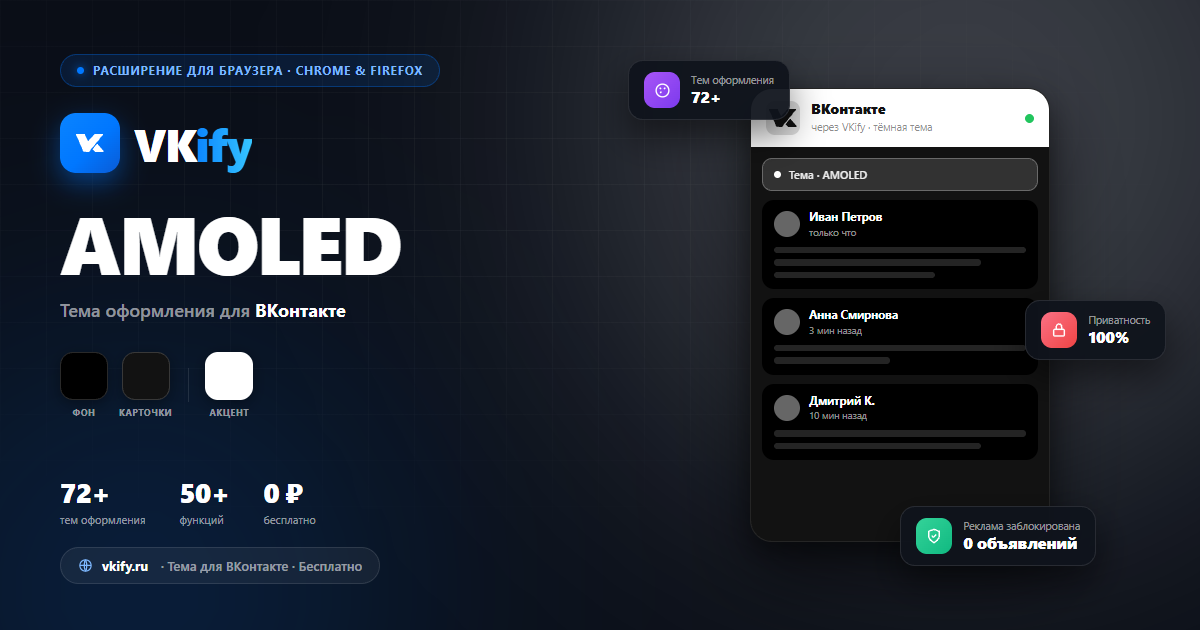 РАСШИРЕНИЕ ДЛЯ БРАУЗЕРА · CHROME & FIREFOX
VKify
AMOLED
Тема оформления для ВКонтакте
ФОН
КАРТОЧКИ
АКЦЕНТ
72+
тем оформления
50+
функций
0 ₽
бесплатно
vkify.ru · Тема для ВКонтакте · Бесплатно
Тем оформления
72+
ВКонтакте
через VKify · тёмная тема
Тема · AMOLED
Иван Петров
только что
Анна Смирнова
3 мин назад
Дмитрий К.
10 мин назад
Приватность
100%
Реклама заблокирована
0 объявлений